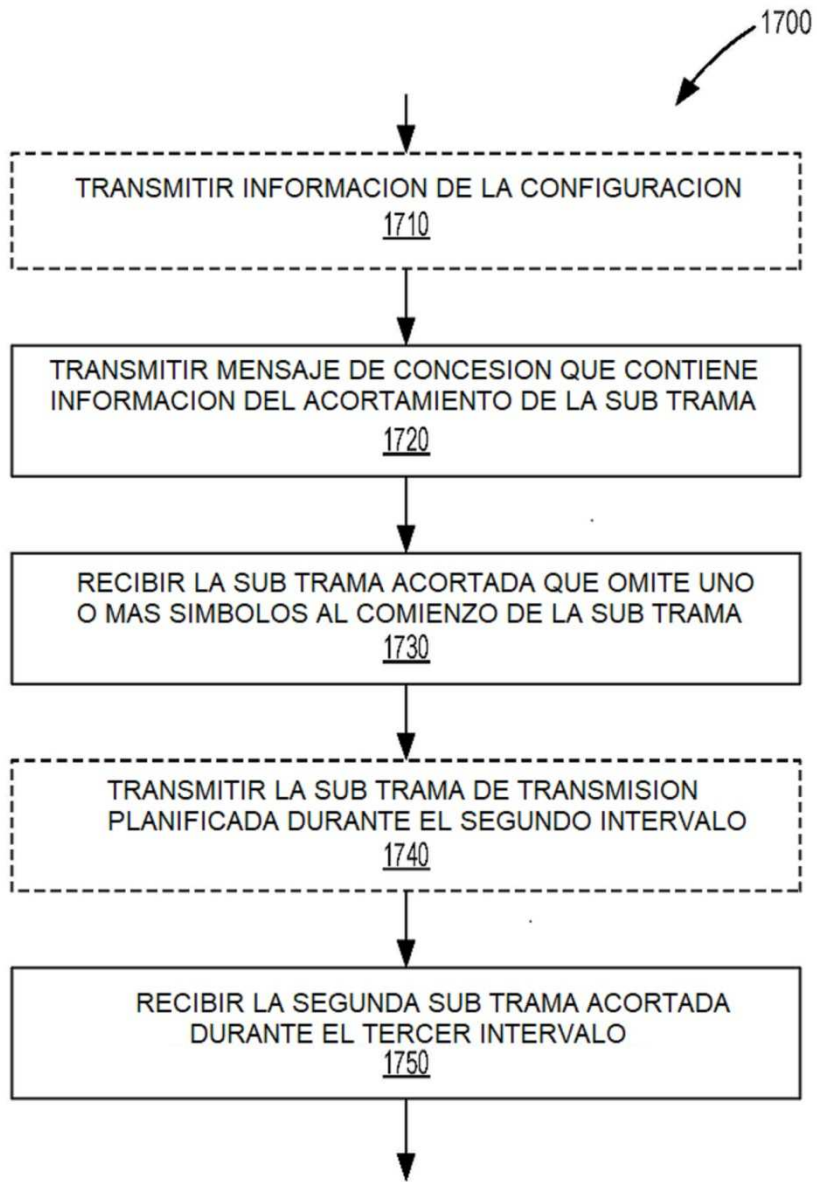 1700
TRANSMITIR INFORMACION DE LA CONFIGURACION
1710
TRANSMITIR MENSAJE DE CONCESION QUE CONTIENE
INFORMACION DEL ACORTAMIENTO DE LA SUB TRAMA
1720
RECIBIR LA SUB TRAMA ACORTADA QUE OMITE UNO
O MAS SIMBOLOS AL COMIENZO DE LA SUB TRAMA
1730
TRANSMITIR LA SUB TRAMA DE TRANSMISION
PLANIFICADA DURANTE EL SEGUNDO INTERVALO
1740
RECIBIR LA SEGUNDA SUB TRAMA ACORTADA
DURANTE EL TERCER INTERVALO
1750